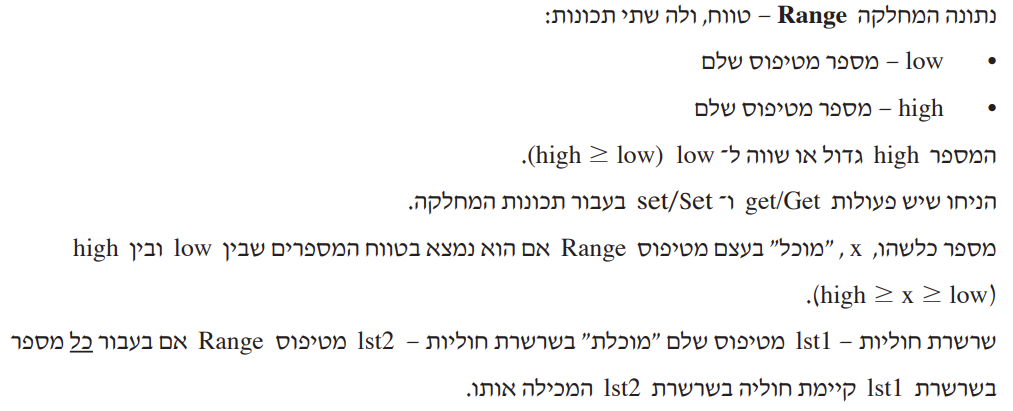 נתונה המחלקה Range – טווח, ולה שתי תכונות:
• low – מספר מטיפוס שלם
• high – מספר מטיפוס שלם
המספר high גדול או שווה ל־ low (high ≥ low).
הניחו שיש פעולות get/Get ו־ set/Set בעבור תכונות המחלקה.
מספר כלשהו, x , "מוכל" בעצם מטיפוס Range אם הוא נמצא בטווח המספרים שבין low ובין high
(high ≥ x ≥ low).
שרשרת חוליות – lst1 מטיפוס שלם "מוכלת" בשרשרת חוליות – lst2 מטיפוס Range אם בעבור כל מספר
בשרשרת lst1 קיימת חוליה בשרשרת lst2 המכילה אותו.